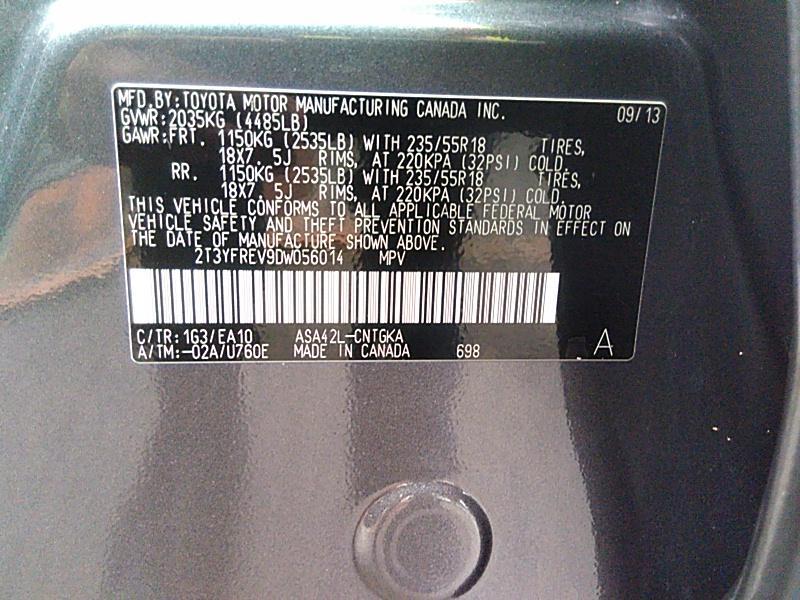 MFD.BY:TOYOTA MOTOR MANUFACTURING CANADA INC. 09/13
GVWR:2035KG (4485LB)
GAWR:FRT. 1150KG (2535LB) WITH 235/55R18 TIRES,
18X7.5J RIMS, AT 220KPA (32PSI) COLD.
RR. 1150KG (2535LB) WITH 235/55R18 TIRES,
18X7.5J RIMS, AT 220KPA (32PSI) COLD.
THIS VEHICLE CONFORMS TO ALL APPLICABLE FEDERAL MOTOR
VEHICLE SAFETY AND THEFT PREVENTION STANDARDS IN EFFECT ON
THE DATE OF MANUFACTURE SHOWN ABOVE.
2T3YFREV9DW056014 MPV
C/TR:1G3/EA10 ASA42L-CNTGKA
A/TM:-02A/U760E MADE IN CANADA 698 A